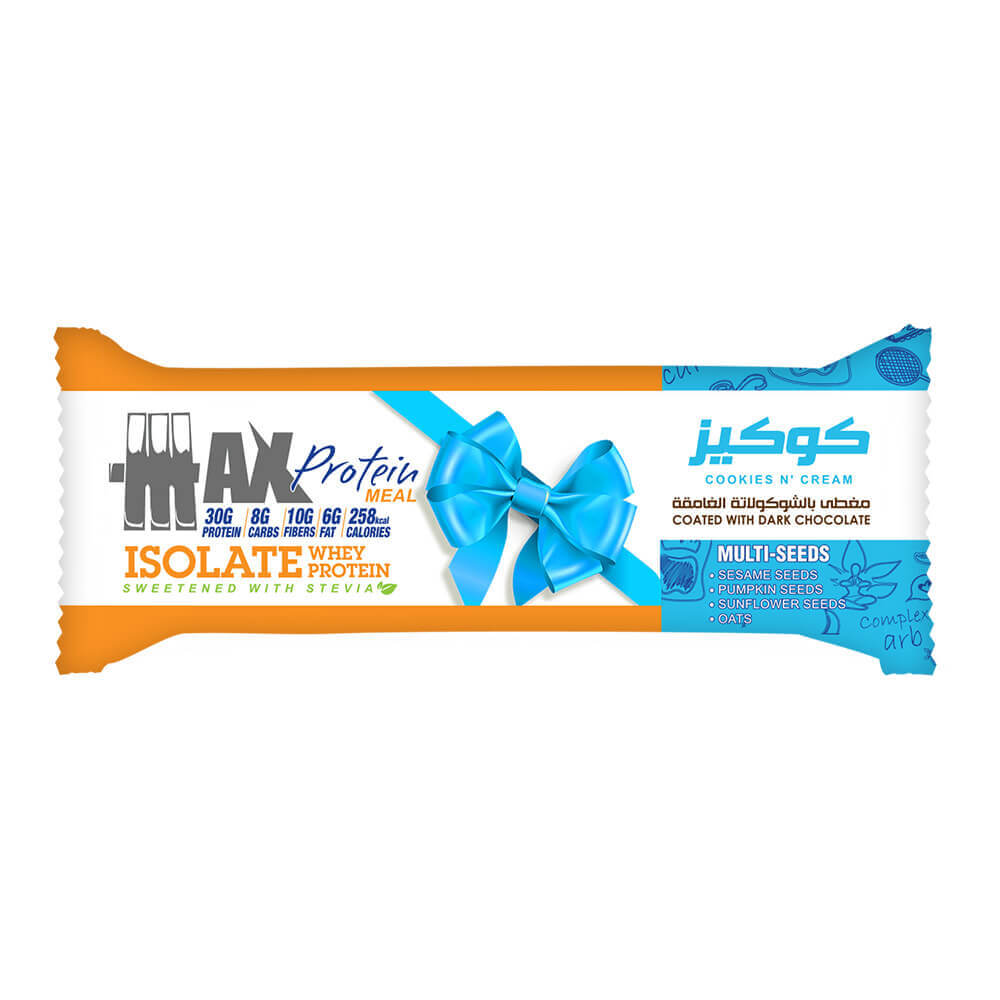 MAX Protein
MEAL
30G PROTEIN
8G CARBS
10G FIBERS
6G FAT
258kcal CALORIES
ISOLATE WHEY PROTEIN
SWEETENED WITH STEVIA
كوكيز
COOKIES N' CREAM
مغطى بالشوكولاتة الغامقة
COATED WITH DARK CHOCOLATE
MULTI-SEEDS
• SESAME SEEDS
• PUMPKIN SEEDS
• SUNFLOWER SEEDS
• OATS
complex
arb